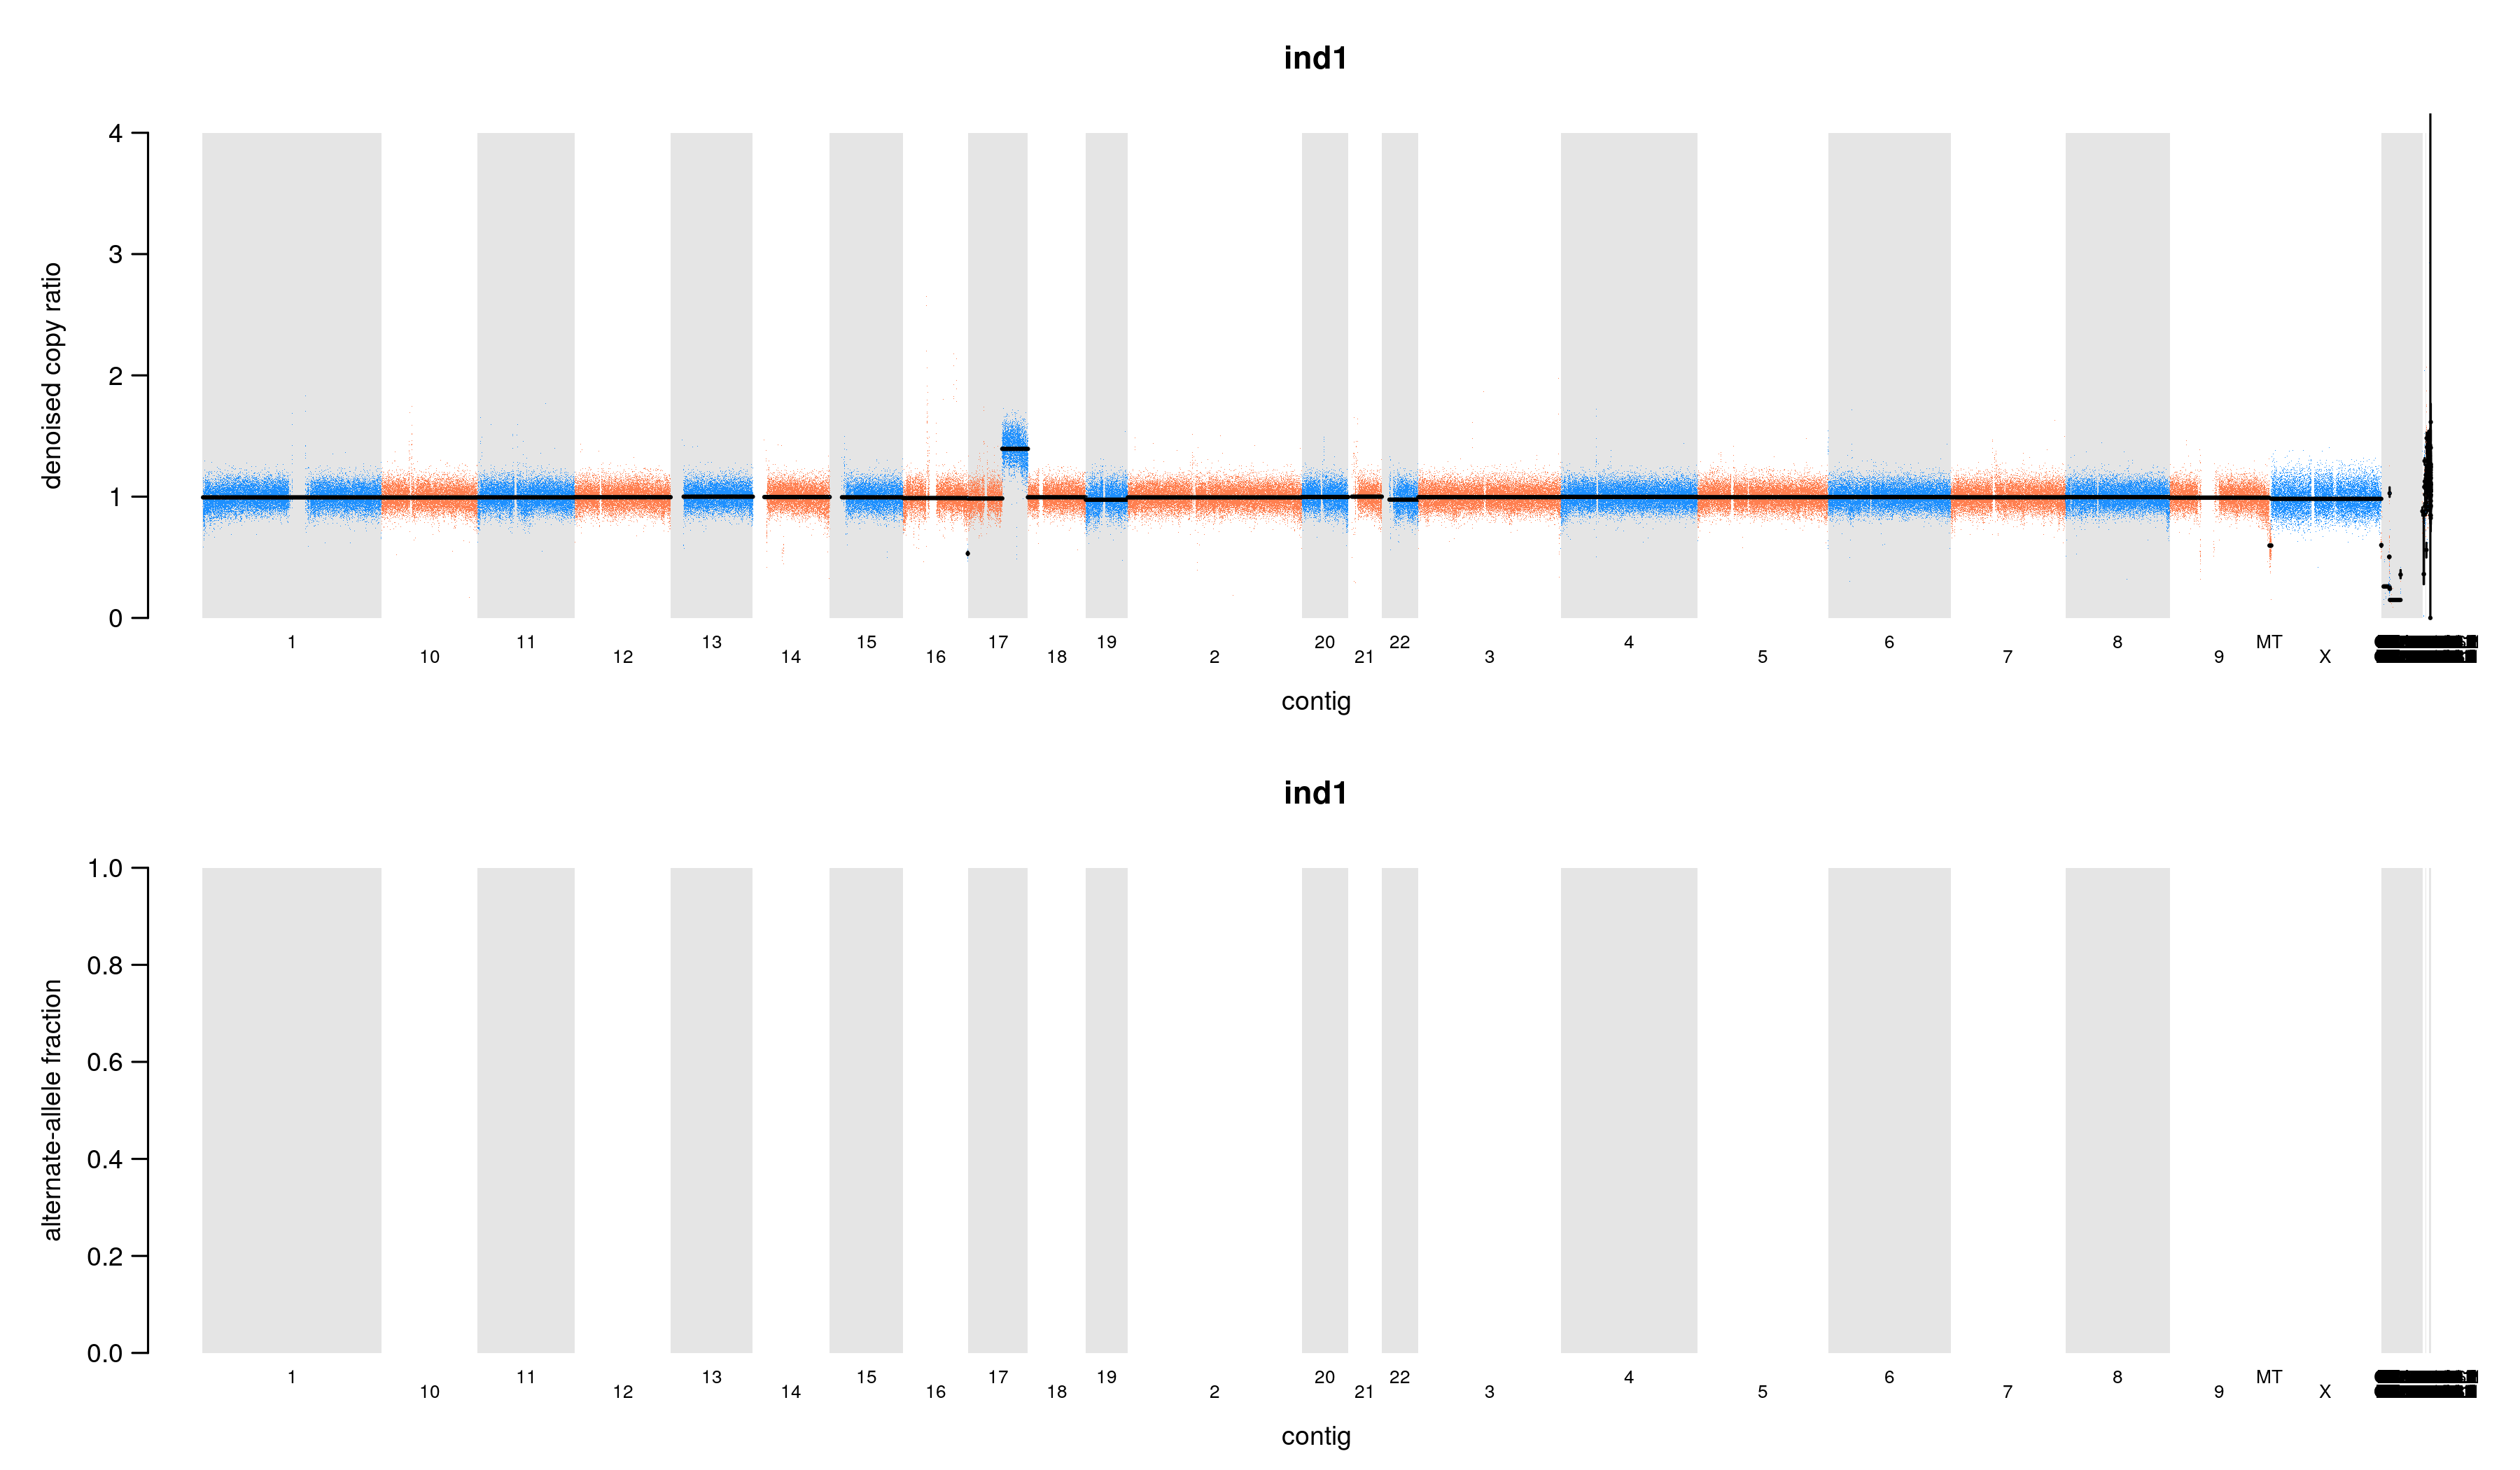 ind1
denoised copy ratio
4
3
2
1
0
1 11 13 15 17 19 20 22 4 6 8 MT
10 12 14 16 18 2 21 3 5 7 9 X
contig
ind1
alternate-allele fraction
1.0
0.8
0.6
0.4
0.2
0.0
1 11 13 15 17 19 20 22 4 6 8 MT
10 12 14 16 18 2 21 3 5 7 9 X
contig